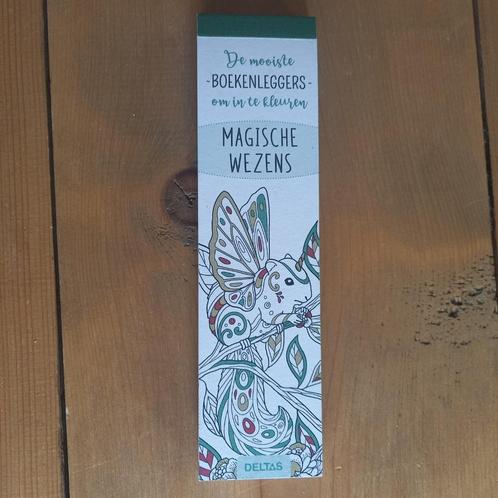 De mooiste
-BOEKENLEGGERS-
om in te kleuren
MAGISCHE
WEZENS
DELTAS